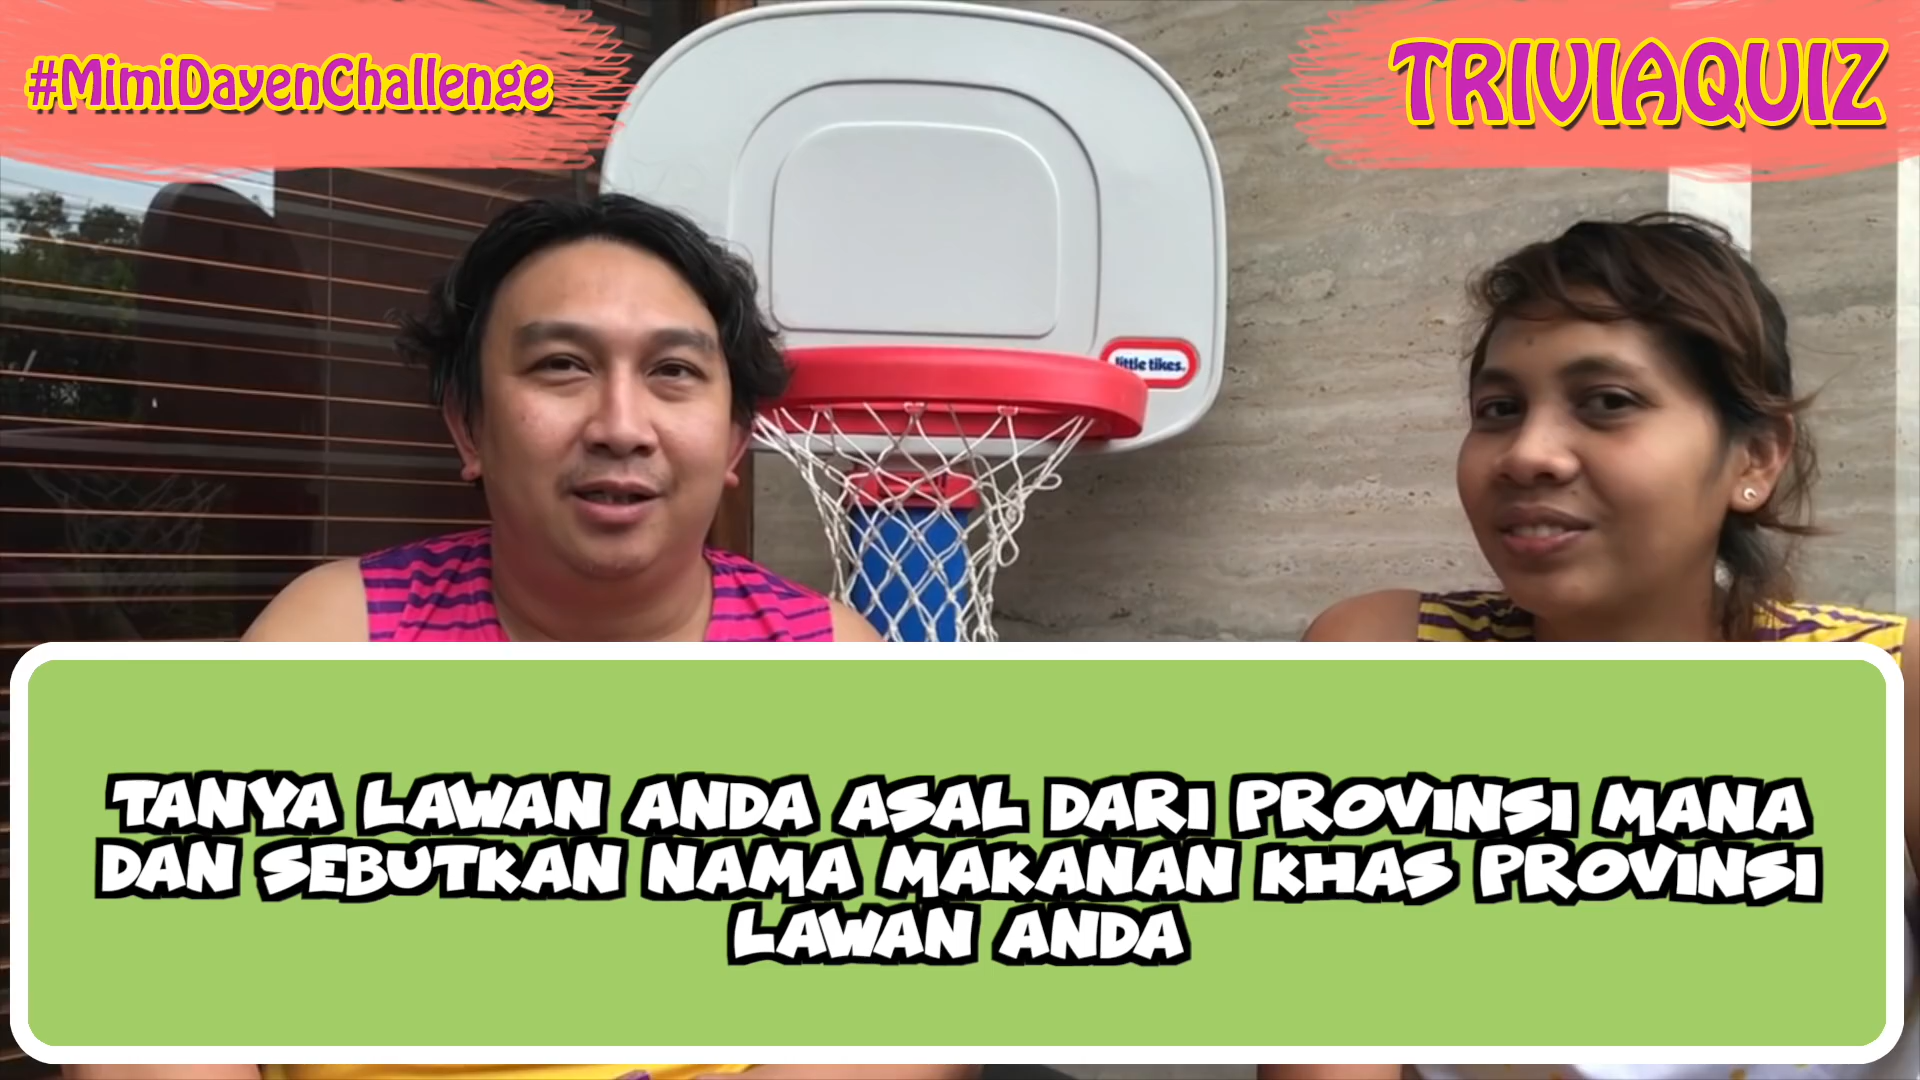 #MimiDayenChallenge
TRIVIAQUIZ
little tikes
TANYA LAWAN ANDA ASAL DARI PROVINSI MANA
DAN SEBUTKAN NAMA MAKANAN KHAS PROVINSI
LAWAN ANDA